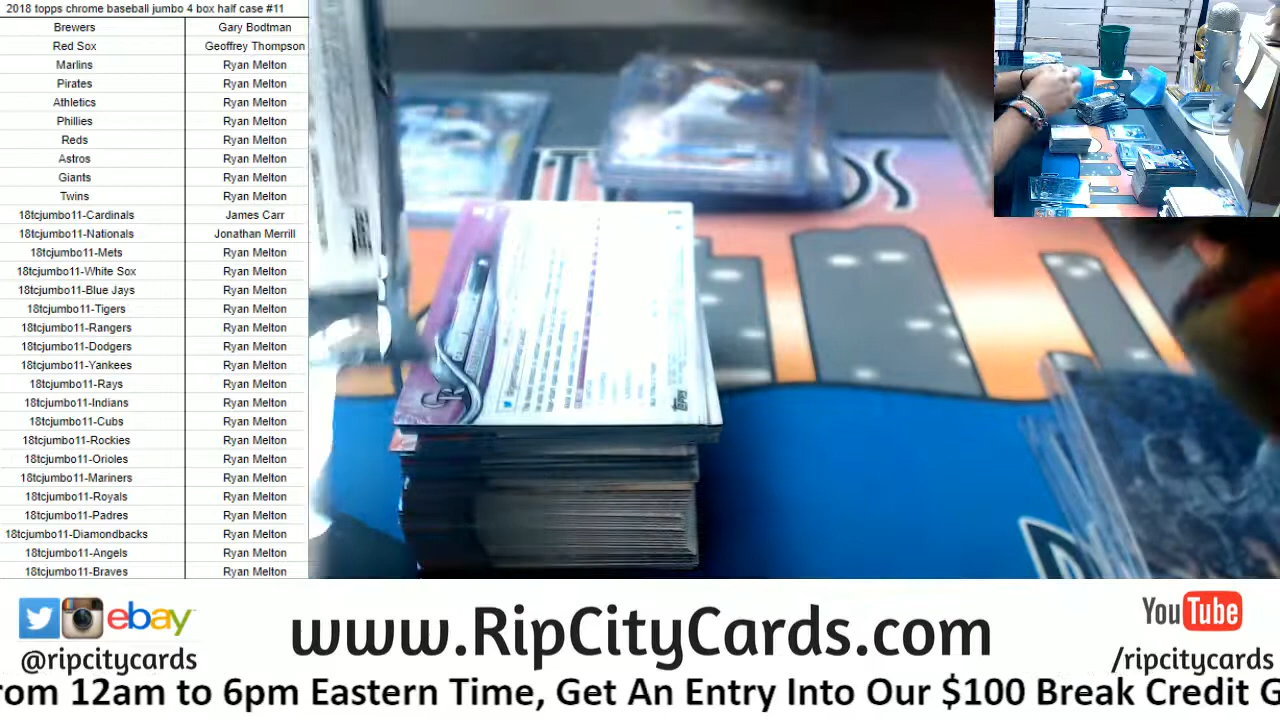 2018 topps chrome baseball jumbo 4 box half case #11
Brewers Gary Bodtman
Red Sox Geoffrey Thompson
Marlins Ryan Melton
Pirates Ryan Melton
Athletics Ryan Melton
Phillies Ryan Melton
Reds Ryan Melton
Astros Ryan Melton
Giants Ryan Melton
Twins Ryan Melton
18tcjumbo11-Cardinals James Carr
18tcjumbo11-Nationals Jonathan Merrill
18tcjumbo11-Mets Ryan Melton
18tcjumbo11-White Sox Ryan Melton
18tcjumbo11-Blue Jays Ryan Melton
18tcjumbo11-Tigers Ryan Melton
18tcjumbo11-Rangers Ryan Melton
18tcjumbo11-Dodgers Ryan Melton
18tcjumbo11-Yankees Ryan Melton
18tcjumbo11-Rays Ryan Melton
18tcjumbo11-Indians Ryan Melton
18tcjumbo11-Cubs Ryan Melton
18tcjumbo11-Rockies Ryan Melton
18tcjumbo11-Orioles Ryan Melton
18tcjumbo11-Mariners Ryan Melton
18tcjumbo11-Royals Ryan Melton
18tcjumbo11-Padres Ryan Melton
18tcjumbo11-Diamondbacks Ryan Melton
18tcjumbo11-Angels Ryan Melton
18tcjumbo11-Braves Ryan Melton
Topps
ebay
@ripcitycards
www.RipCityCards.com
YouTube
/ripcitycards
rom 12am to 6pm Eastern Time, Get An Entry Into Our $100 Break Credit G